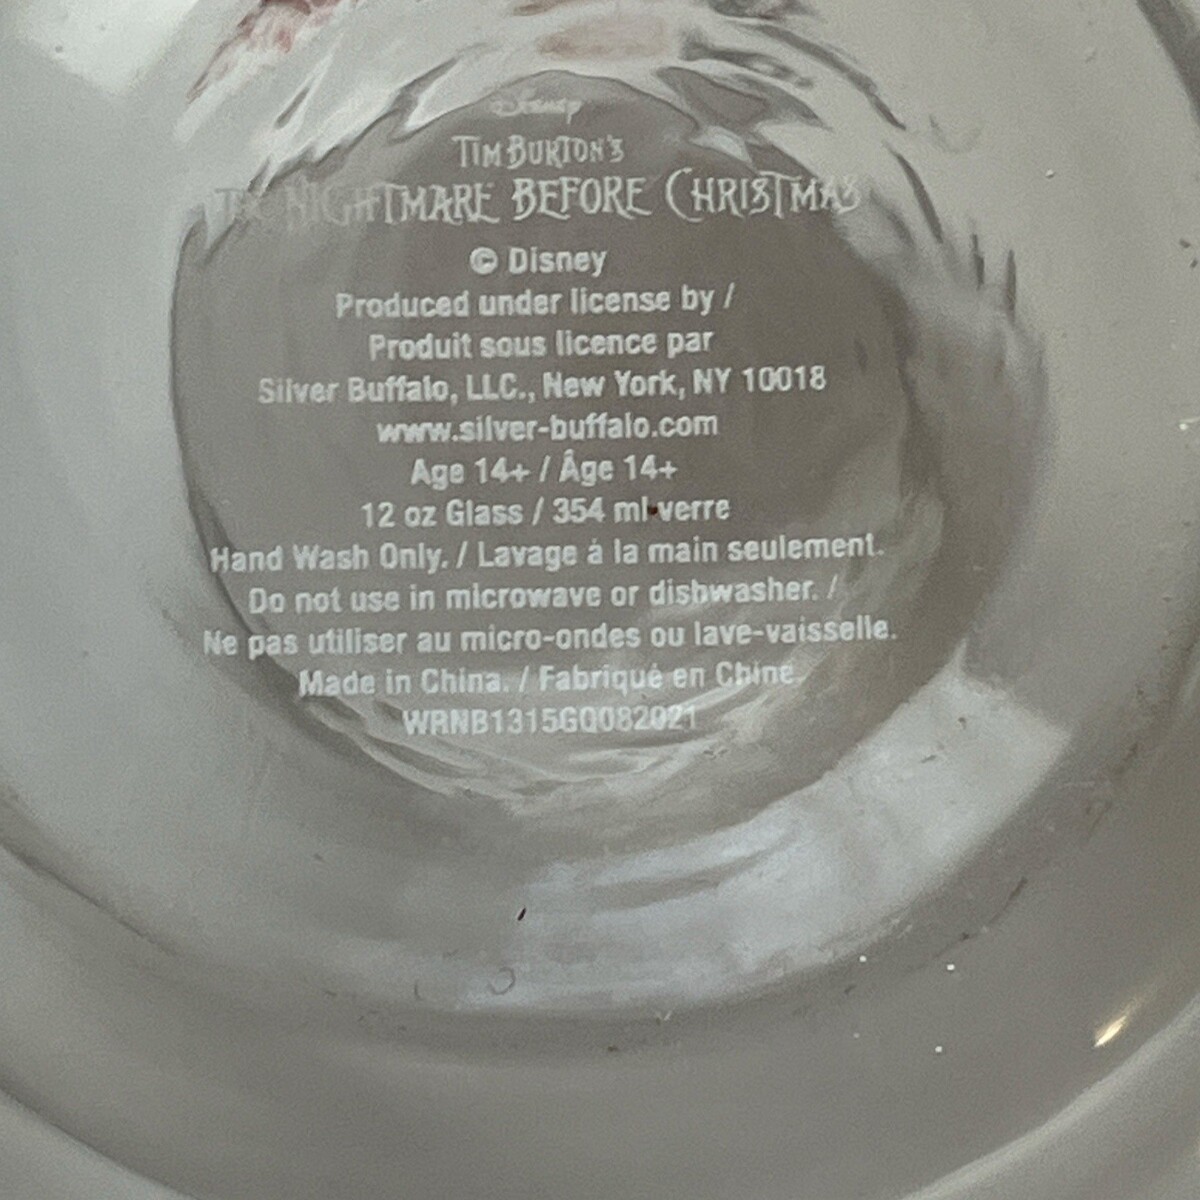 Disney
TIM BURTON'S
THE NIGHTMARE BEFORE CHRISTMAS
© Disney
Produced under license by /
Produit sous licence par
Silver Buffalo, LLC., New York, NY 10018
www.silver-buffalo.com
Age 14+ / Âge 14+
12 oz Glass / 354 ml verre
Hand Wash Only. / Lavage à la main seulement.
Do not use in microwave or dishwasher. /
Ne pas utiliser au micro-ondes ou lave-vaisselle.
Made in China. / Fabriqué en Chine.
WRNB1315GQ082021